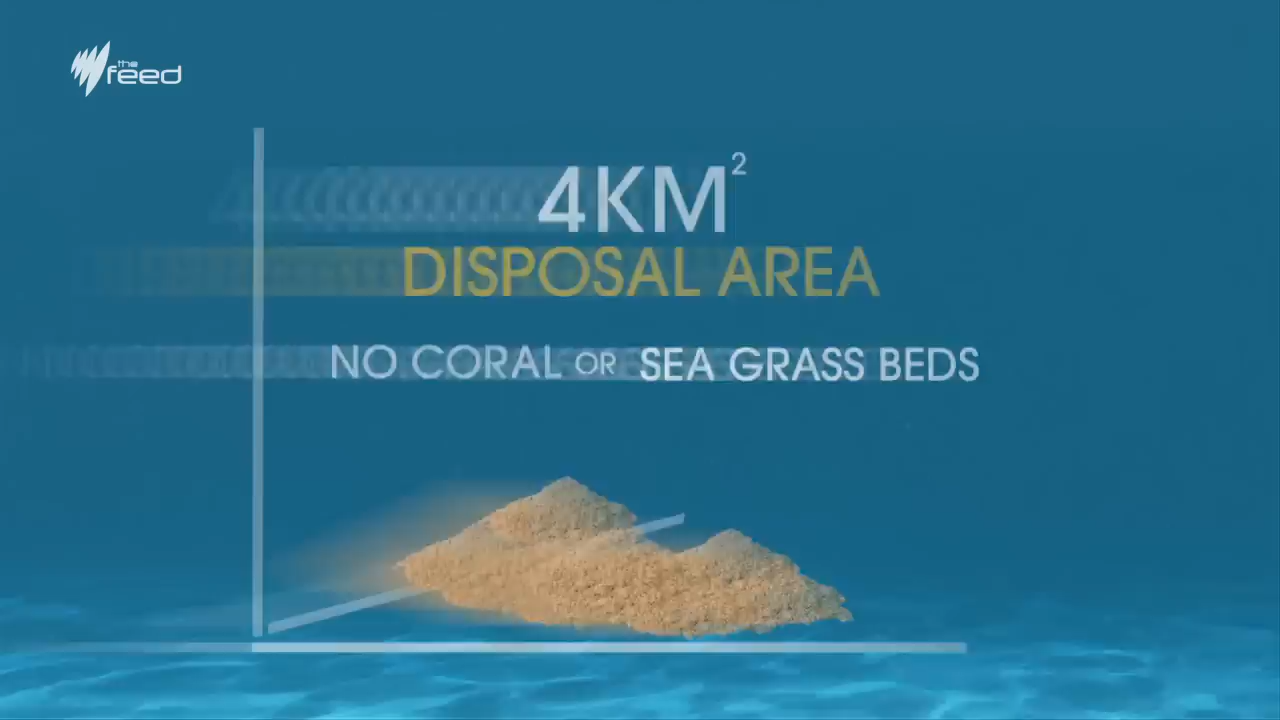 the
feed
4KM²
DISPOSAL AREA
NO CORAL OR SEA GRASS BEDS